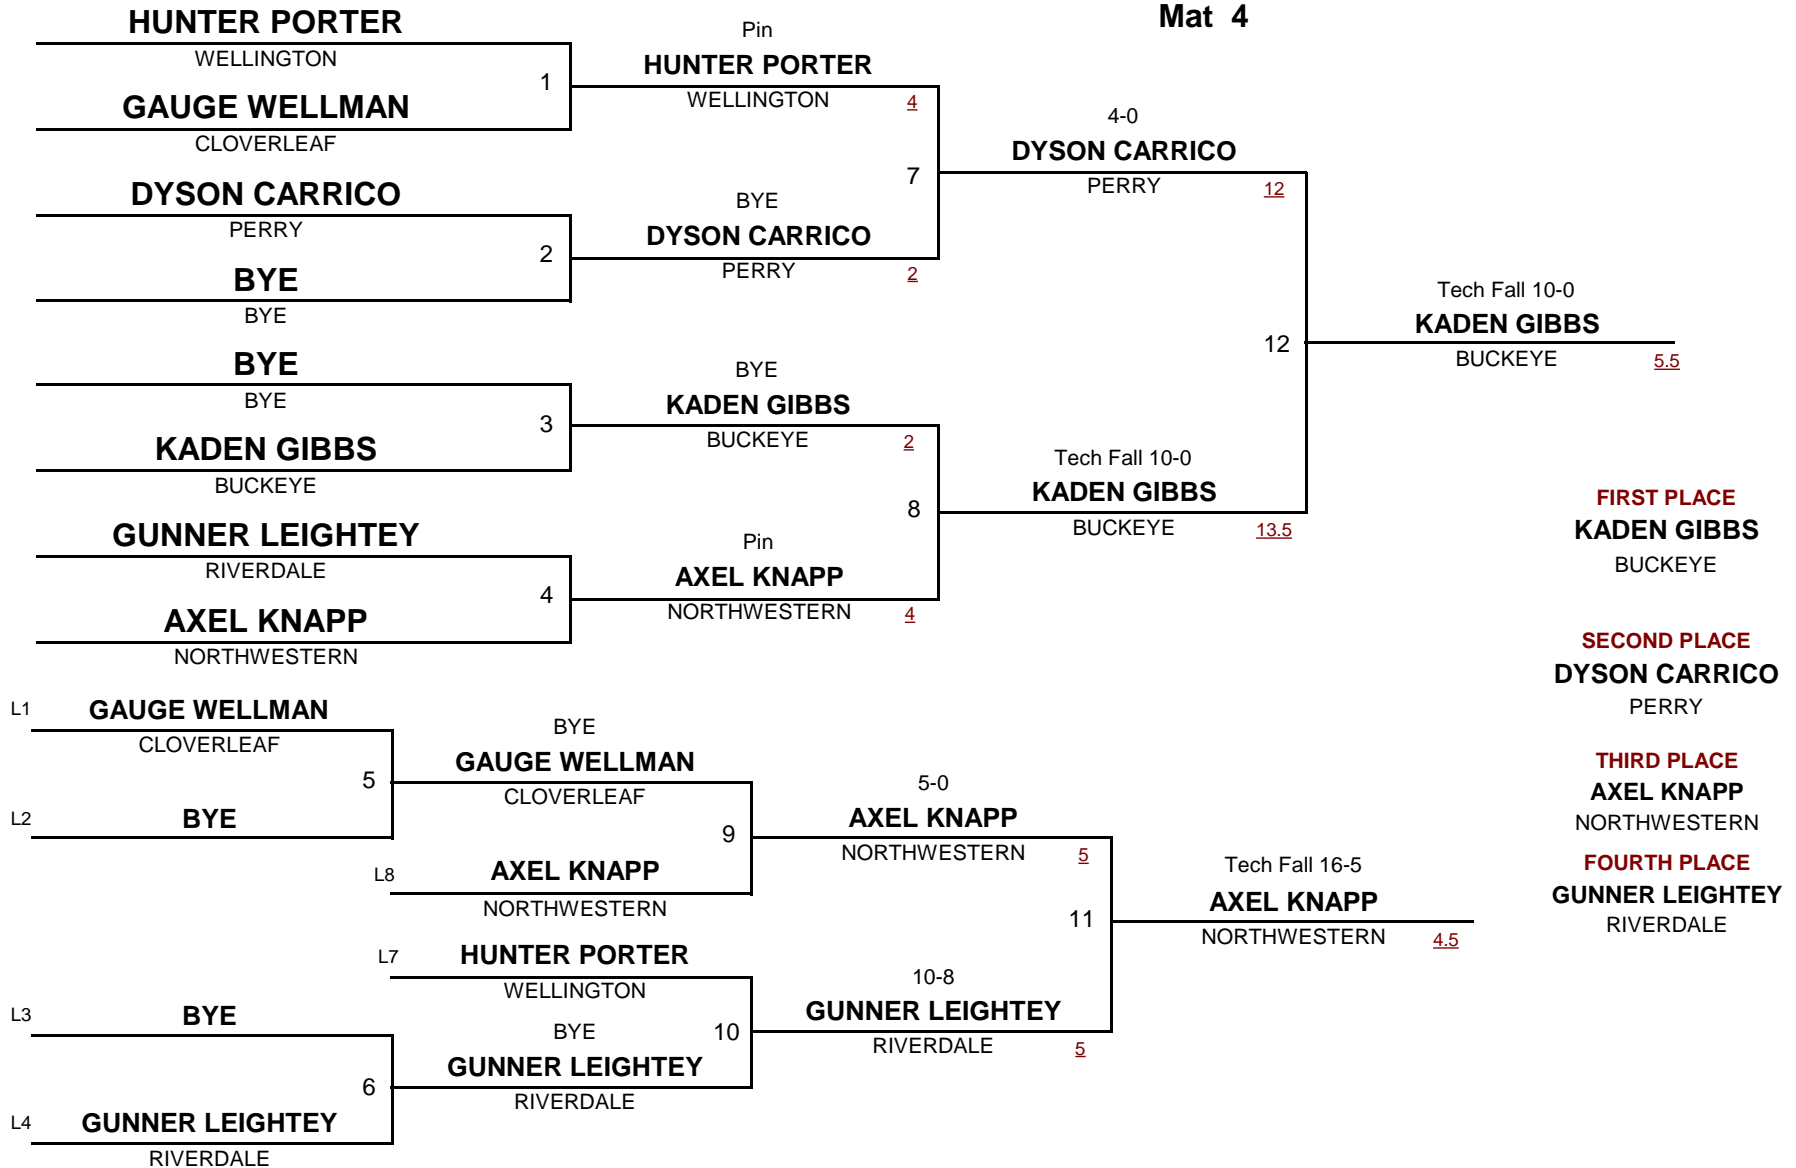 Mat 4
HUNTER PORTER
WELLINGTON
1
GAUGE WELLMAN
CLOVERLEAF
DYSON CARRICO
PERRY
2
BYE
BYE
BYE
BYE
3
KADEN GIBBS
BUCKEYE
GUNNER LEIGHTEY
RIVERDALE
4
AXEL KNAPP
NORTHWESTERN
Pin
HUNTER PORTER
WELLINGTON 4
7
BYE
DYSON CARRICO
PERRY 2
BYE
KADEN GIBBS
BUCKEYE 2
8
Pin
AXEL KNAPP
NORTHWESTERN 4
4-0
DYSON CARRICO
PERRY 12
12
Tech Fall 10-0
KADEN GIBBS
BUCKEYE 13.5
Tech Fall 10-0
KADEN GIBBS
BUCKEYE 5.5
L1 GAUGE WELLMAN
CLOVERLEAF
5
L2 BYE
L3 BYE
6
L4 GUNNER LEIGHTEY
RIVERDALE
BYE
GAUGE WELLMAN
CLOVERLEAF
9
L8 AXEL KNAPP
NORTHWESTERN
L7 HUNTER PORTER
WELLINGTON
10
BYE
GUNNER LEIGHTEY
RIVERDALE
5-0
AXEL KNAPP
NORTHWESTERN 5
11
10-8
GUNNER LEIGHTEY
RIVERDALE 5
Tech Fall 16-5
AXEL KNAPP
NORTHWESTERN 4.5
FIRST PLACE
KADEN GIBBS
BUCKEYE
SECOND PLACE
DYSON CARRICO
PERRY
THIRD PLACE
AXEL KNAPP
NORTHWESTERN
FOURTH PLACE
GUNNER LEIGHTEY
RIVERDALE